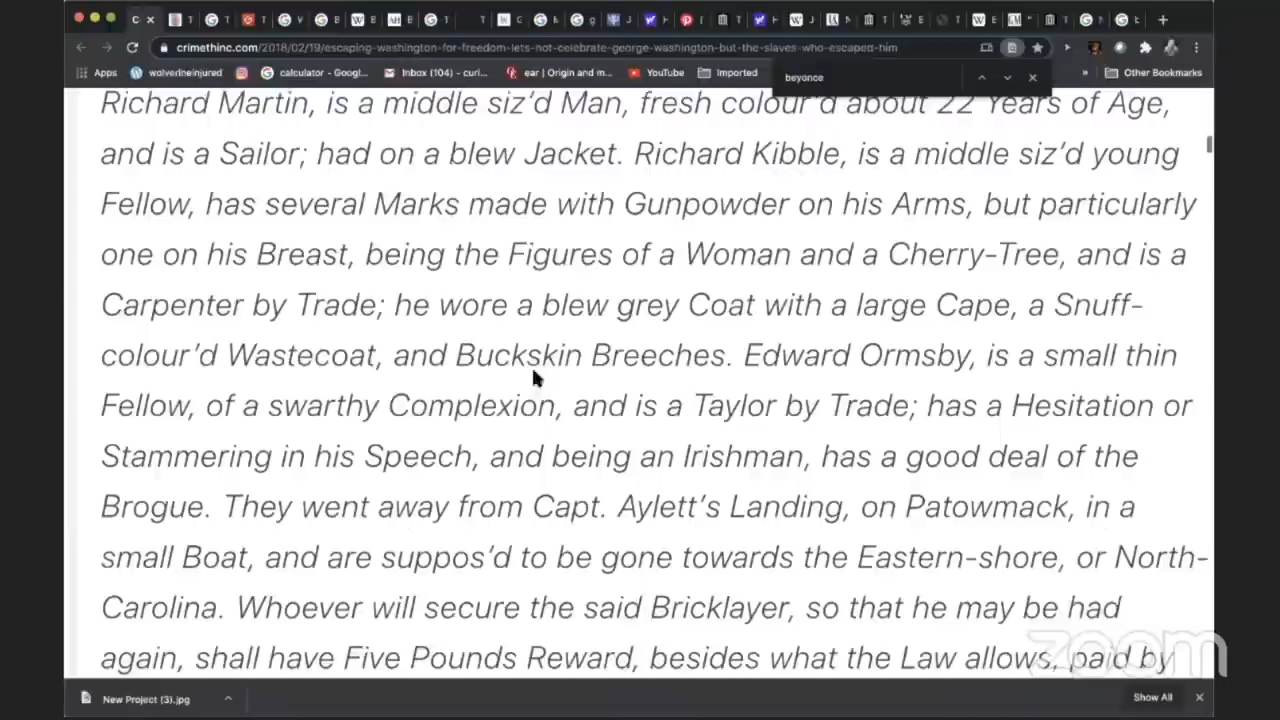 C
T
G
T
G
V
G
B
W
B
AH
B
G
T
T
W
C
G
G
g
J
T
H
J
T
W
E
T
G
G
crimethinc.com/2018/02/19/escaping-washington-for-freedom-lets-not-celebrate-george-washington-but-the-slaves-who-escaped-him
Apps
wolverineinjured
calculator - Googl...
Inbox (104) - curi...
ear | Origin and m...
YouTube
Imported
beyonce
»
Other Bookmarks
Richard Martin, is a middle siz'd Man, fresh colour'd about 22 Years of Age,
and is a Sailor; had on a blew Jacket. Richard Kibble, is a middle siz'd young
Fellow, has several Marks made with Gunpowder on his Arms, but particularly
one on his Breast, being the Figures of a Woman and a Cherry-Tree, and is a
Carpenter by Trade; he wore a blew grey Coat with a large Cape, a Snuff-
colour'd Wastecoat, and Buckskin Breeches. Edward Ormsby, is a small thin
Fellow, of a swarthy Complexion, and is a Taylor by Trade; has a Hesitation or
Stammering in his Speech, and being an Irishman, has a good deal of the
Brogue. They went away from Capt. Aylett's Landing, on Patowmack, in a
small Boat, and are suppos'd to be gone towards the Eastern-shore, or North-
Carolina. Whoever will secure the said Bricklayer, so that he may be had
again, shall have Five Pounds Reward, besides what the Law allows, paid by
zoom
New Project (3).jpg
Show All